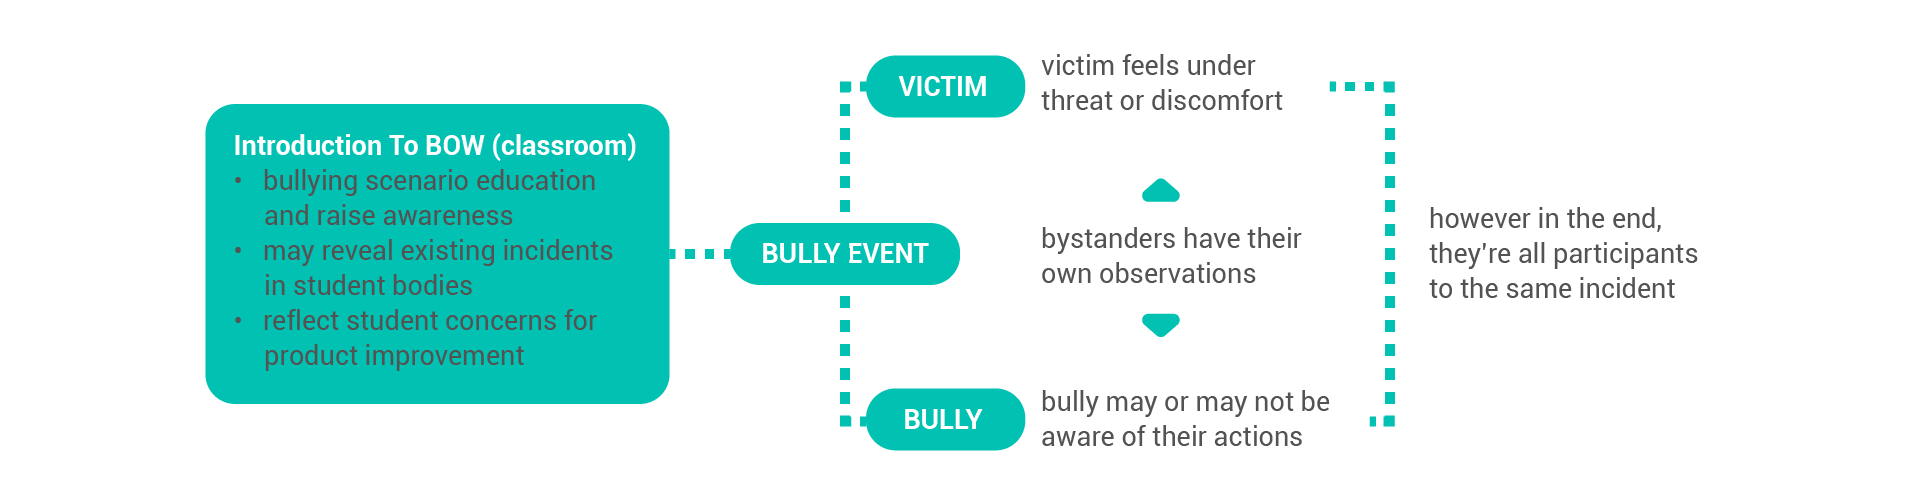 Introduction To BOW (classroom)
• bullying scenario education
and raise awareness
• may reveal existing incidents
in student bodies
• reflect student concerns for
product improvement
BULLY EVENT
VICTIM
victim feels under
threat or discomfort
bystanders have their
own observations
BULLY
bully may or may not be
aware of their actions
however in the end,
they're all participants
to the same incident